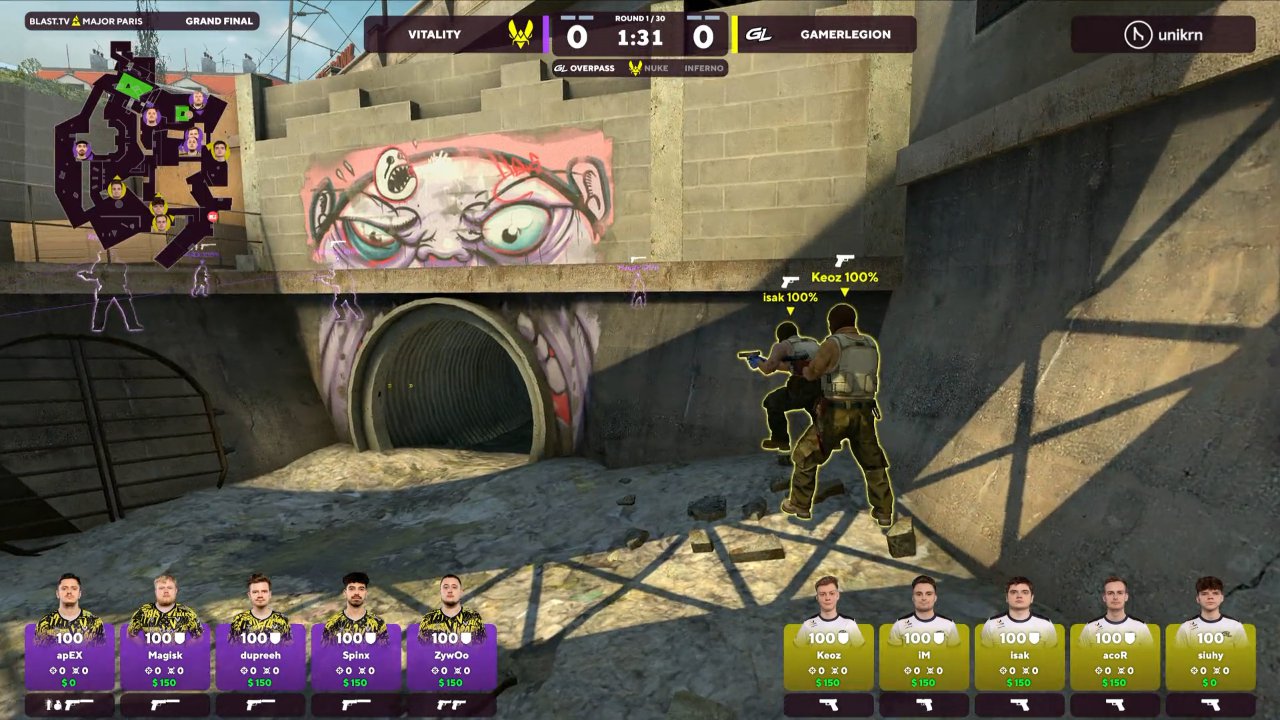 BLAST.TV MAJOR PARIS GRAND FINAL
VITALITY 0 ROUND 1 / 30 1:31 0 GL GAMERLEGION
unikrn
GL OVERPASS NUKE INFERNO
Keoz 100%
isak 100%
100 100 100 100 100
apEX Magisk dupreeh Spinx ZywOo
0 0 0 0 0 0 0 0 0 0
$0 $150 $150 $150 $150
100 100 100 100 100
Keoz iM isak acoR siuhy
0 0 0 0 0 0 0 0 0 0
$150 $150 $150 $150 $0